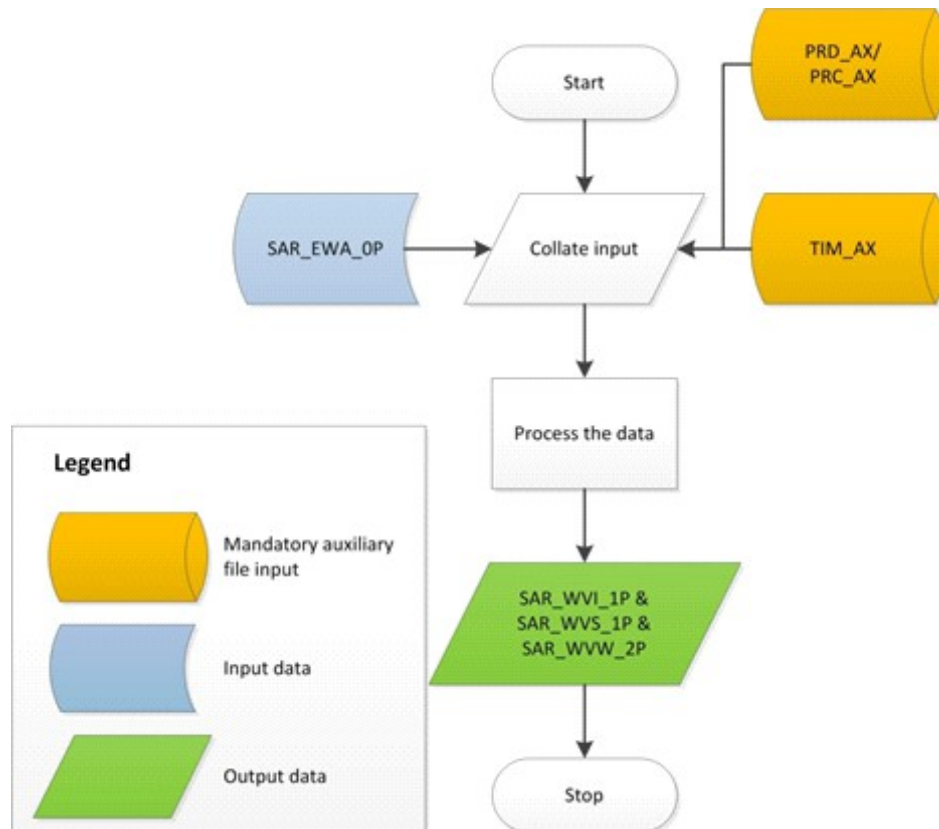 Start
PRD_AX/
PRC_AX
SAR_EWA_0P
Collate input
TIM_AX
Process the data
SAR_WVI_1P &
SAR_WVS_1P &
SAR_WVW_2P
Stop
Legend
Mandatory auxiliary
file input
Input data
Output data